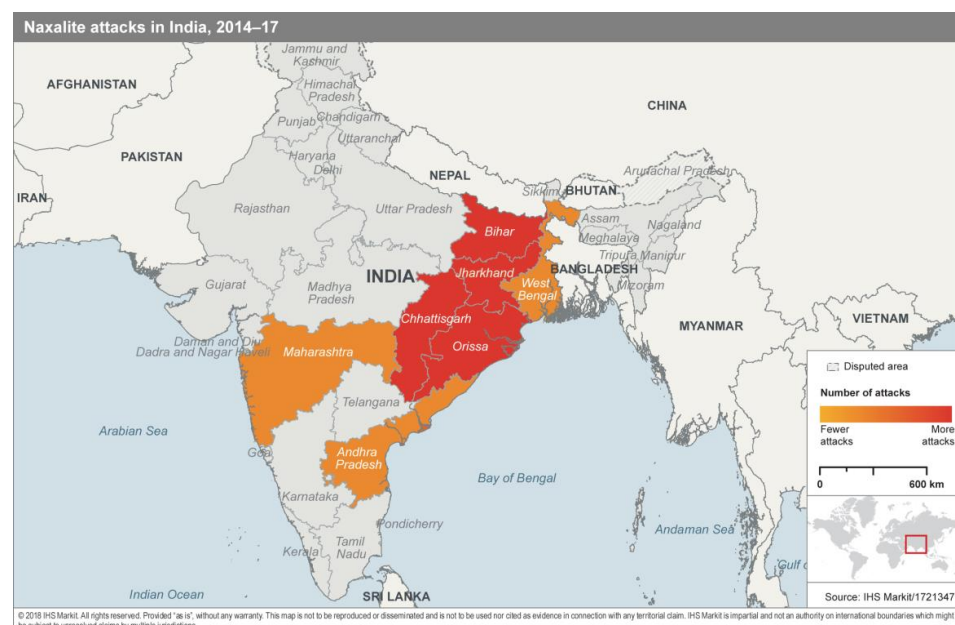 Naxalite attacks in India, 2014–17
Jammu and
Kashmir
AFGHANISTAN
Himachal
Pradesh
CHINA
Punjab
Chandigarh
Uttaranchal
PAKISTAN
Haryana
Delhi
NEPAL
Arunachal Pradesh
Sikkim
BHUTAN
IRAN
Rajasthan
Uttar Pradesh
Assam
Nagaland
Bihar
Meghalaya
Tripura
Manipur
INDIA
Jharkhand
BANGLADESH
Gujarat
Madhya
Pradesh
West
Bengal
Mizoram
Chhattisgarh
MYANMAR
VIETNAM
Daman and Diu
Dadra and Nagar Haveli
Maharashtra
Orissa
Disputed area
Telangana
Number of attacks
Fewer
attacks
More
attacks
Arabian Sea
Goa
Andhra
Pradesh
Bay of Bengal
0
600 km
Karnataka
Pondicherry
Andaman Sea
Kerala
Tamil
Nadu
Gulf
Indian Ocean
SRI LANKA
Source: IHS Markit/1721347
© 2018 IHS Markit. All rights reserved. Provided "as is", without any warranty. This map is not to be reproduced or disseminated and is not to be used nor cited as evidence in connection with any territorial claim. IHS Markit is impartial and not an authority on international boundaries which might